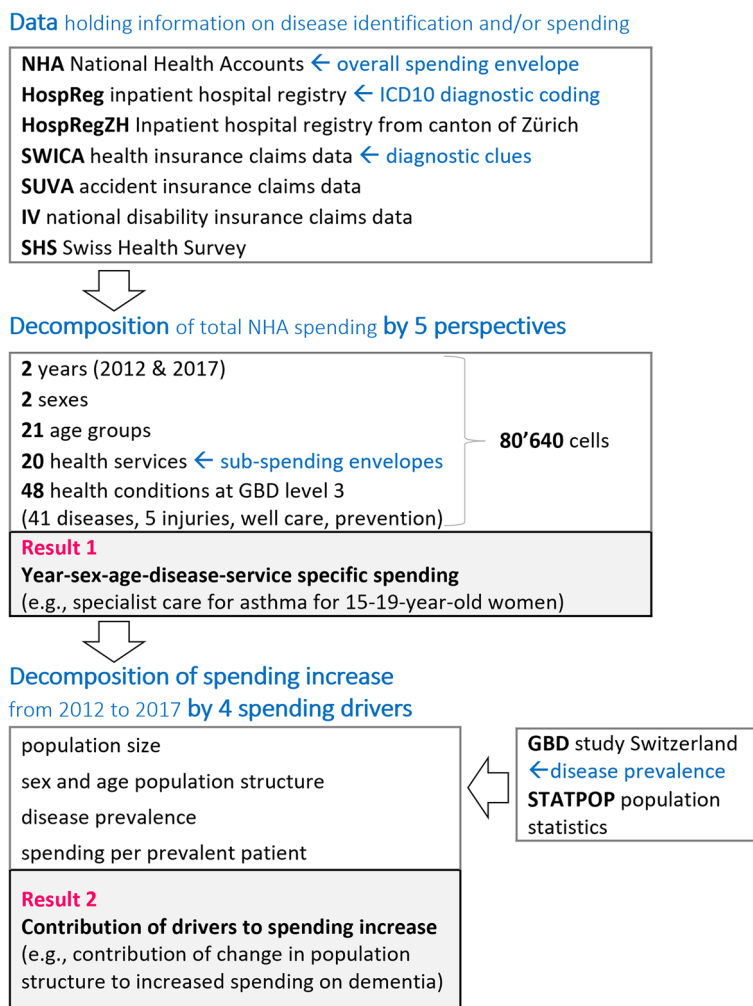 Data holding information on disease identification and/or spending
NHA National Health Accounts ← overall spending envelope
HospReg inpatient hospital registry ← ICD10 diagnostic coding
HospRegZH Inpatient hospital registry from canton of Zürich
SWICA health insurance claims data ← diagnostic clues
SUVA accident insurance claims data
IV national disability insurance claims data
SHS Swiss Health Survey
Decomposition of total NHA spending by 5 perspectives
2 years (2012 & 2017)
2 sexes
21 age groups
20 health services ← sub-spending envelopes
48 health conditions at GBD level 3
(41 diseases, 5 injuries, well care, prevention)
80’640 cells
Result 1
Year-sex-age-disease-service specific spending
(e.g., specialist care for asthma for 15-19-year-old women)
Decomposition of spending increase
from 2012 to 2017 by 4 spending drivers
population size
sex and age population structure
disease prevalence
spending per prevalent patient
GBD study Switzerland
←disease prevalence
STATPOP population
statistics
Result 2
Contribution of drivers to spending increase
(e.g., contribution of change in population
structure to increased spending on dementia)